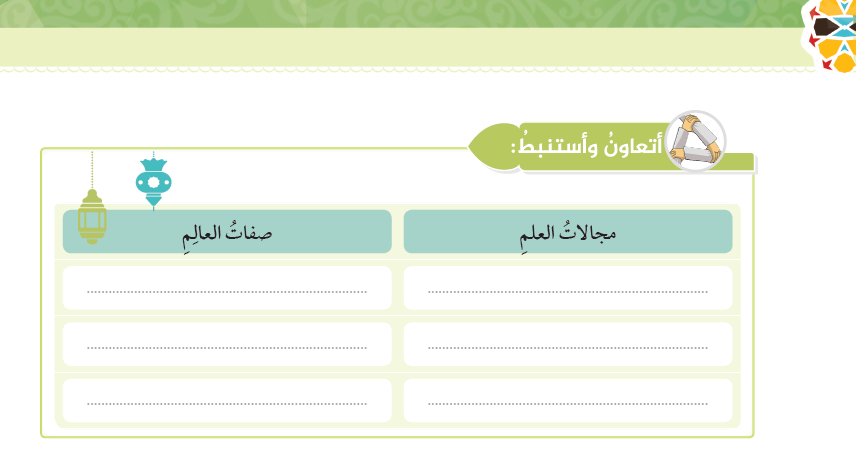 أتعاونُ وأستنبطُ:
مجالاتُ العلمِ
صفاتُ العالِمِ